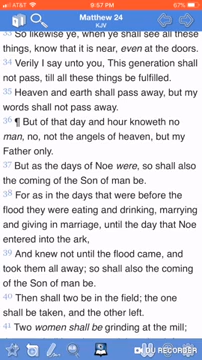 AT&T
9:57 PM
67%
Matthew 24
KJV
33 So likewise ye, when ye shall see all these
things, know that it is near, even at the doors.
34 Verily I say unto you, This generation shall
not pass, till all these things be fulfilled.
35 Heaven and earth shall pass away, but my
words shall not pass away.
36 ¶ But of that day and hour knoweth no
man, no, not the angels of heaven, but my
Father only.
37 But as the days of Noe were, so shall also
the coming of the Son of man be.
38 For as in the days that were before the
flood they were eating and drinking, marrying
and giving in marriage, until the day that Noe
entered into the ark,
39 And knew not until the flood came, and
took them all away; so shall also the coming
of the Son of man be.
40 Then shall two be in the field; the one
shall be taken, and the other left.
41 Two women shall be grinding at the mill;
DU RECORDER